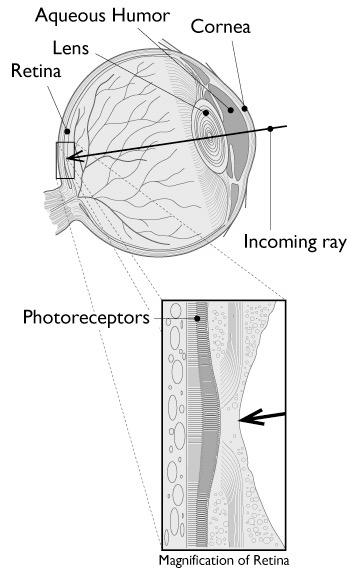 Aqueous Humor
Cornea
Lens
Retina
Incoming ray
Photoreceptors
Magnification of Retina